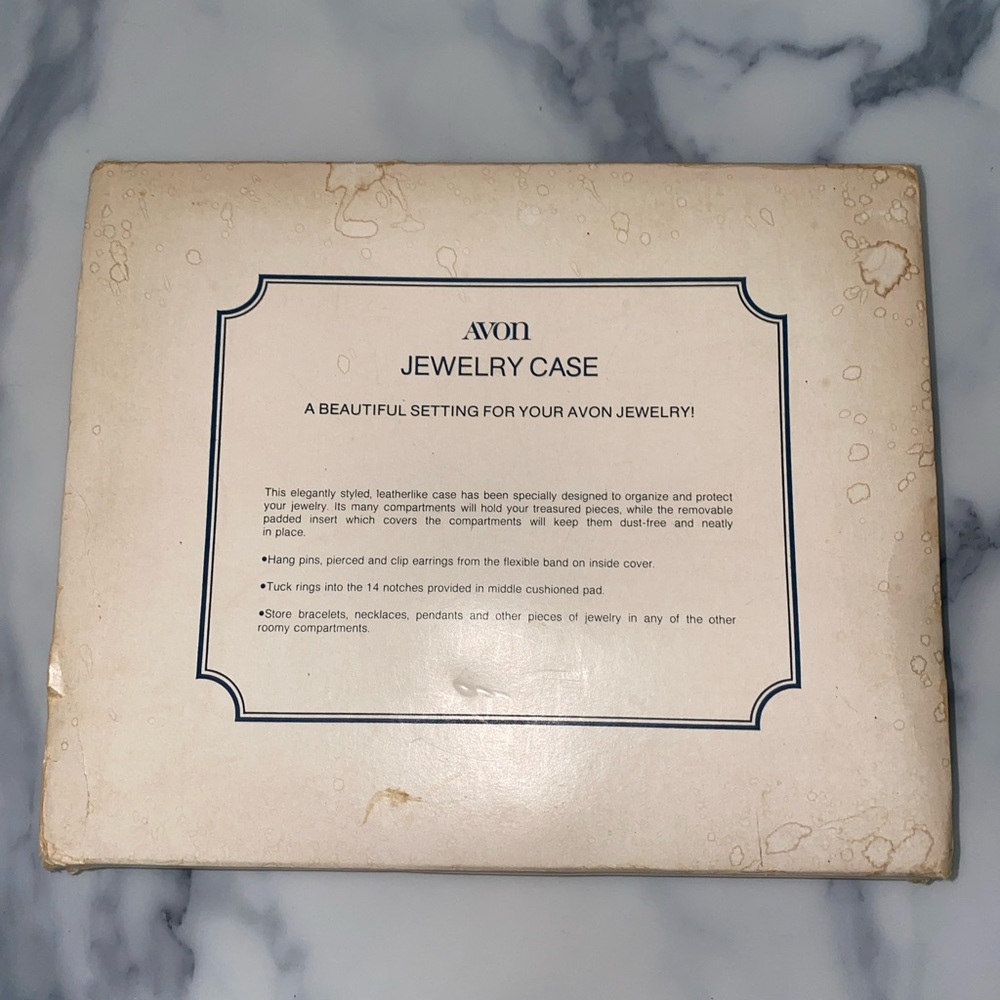 AVON
JEWELRY CASE
A BEAUTIFUL SETTING FOR YOUR AVON JEWELRY!
This elegantly styled, leatherlike case has been specially designed to organize and protect
your jewelry. Its many compartments will hold your treasured pieces, while the removable
padded insert which covers the compartments will keep them dust-free and neatly
in place.
•Hang pins, pierced and clip earrings from the flexible band on inside cover.
•Tuck rings into the 14 notches provided in middle cushioned pad.
•Store bracelets, necklaces, pendants and other pieces of jewelry in any of the other
roomy compartments.